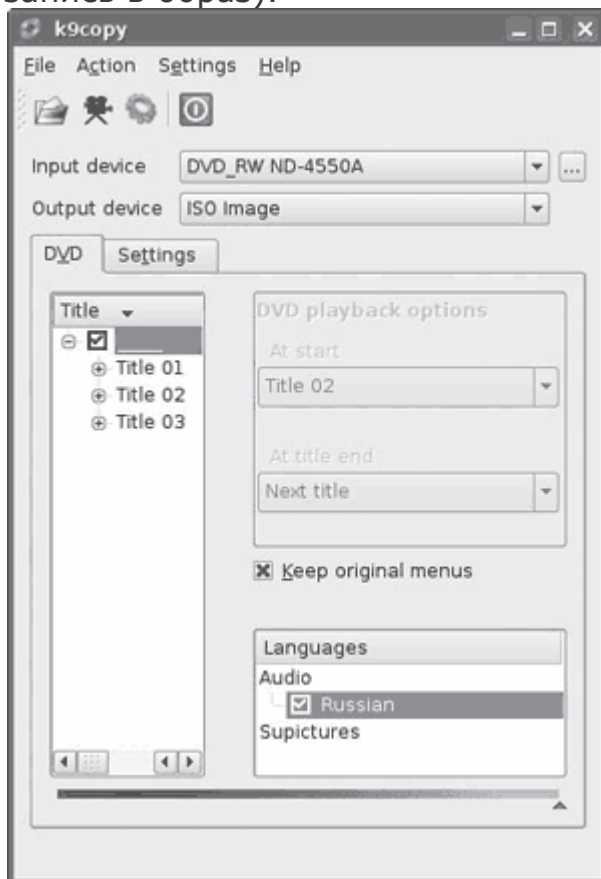 запись в образ).
k9copy
File Action Settings Help
Input device DVD_RW ND-4550A ...
Output device ISO Image
DVD Settings
Title
Title 01
Title 02
Title 03
DVD playback options
At start
Title 02
At title end
Next title
Keep original menus
Languages
Audio
Russian
Supictures